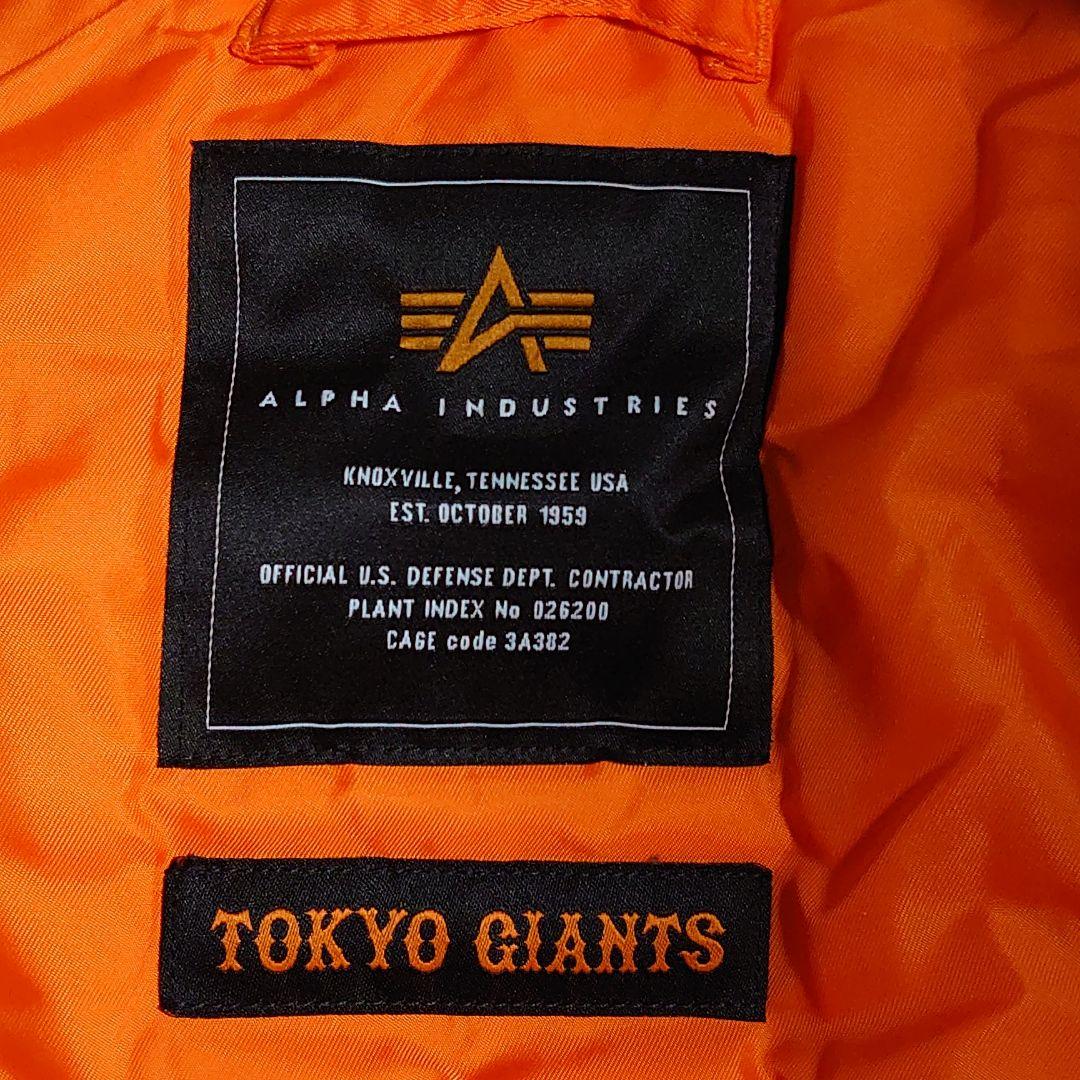 ALPHA INDUSTRIES
KNOXVILLE, TENNESSEE USA
EST. OCTOBER 1959
OFFICIAL U.S. DEFENSE DEPT. CONTRACTOR
PLANT INDEX No 026200
CAGE code 3A382
TOKYO GIANTS